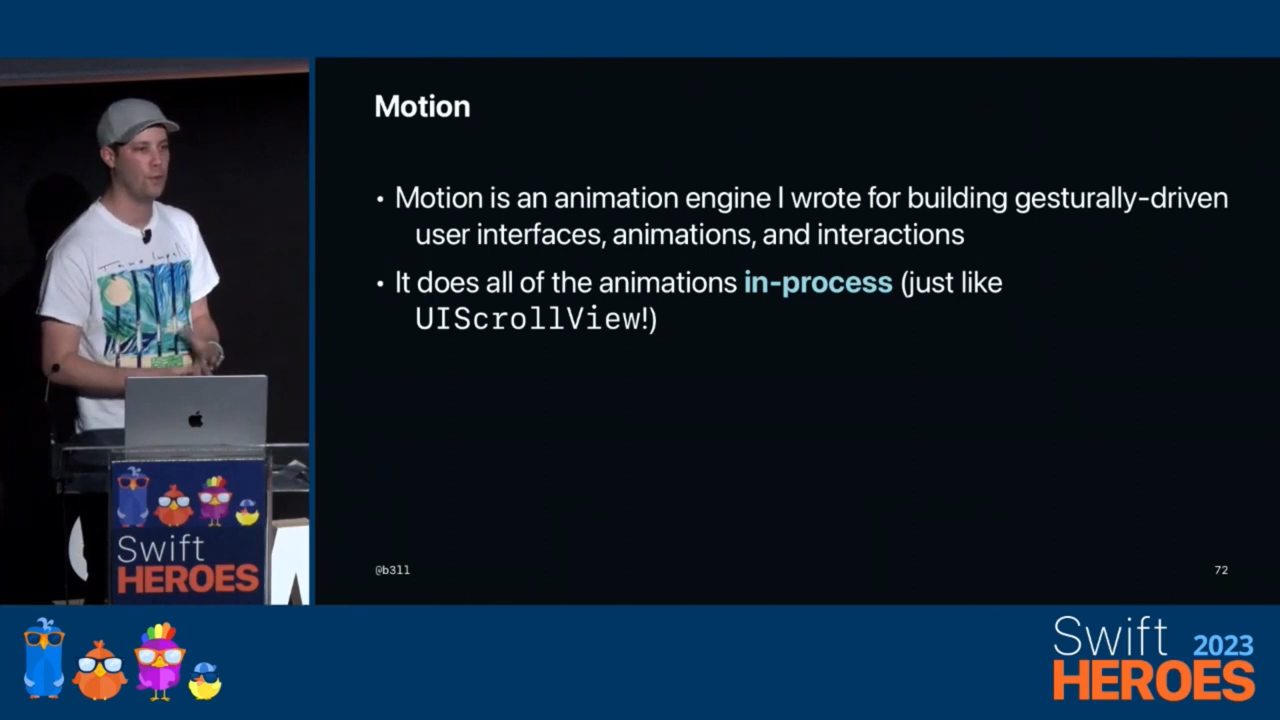 Motion
• Motion is an animation engine I wrote for building gesturally-driven
user interfaces, animations, and interactions
• It does all of the animations in-process (just like
UIScrollView!)
@b3ll
72
Swift
HEROES
Swift 2023
HEROES